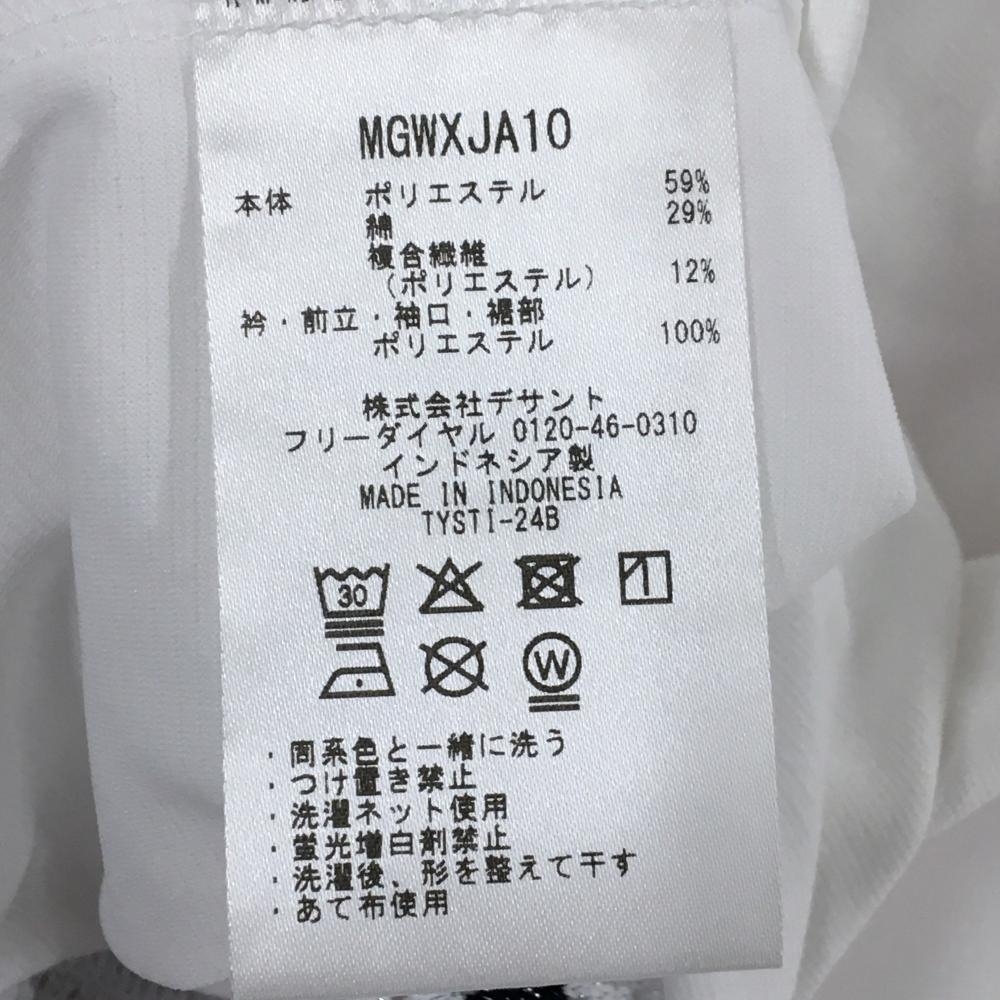 MGWXJA10
本体 ポリエステル 59%
綿 29%
複合繊維
(ポリエステル) 12%
衿・前立・袖口・裾部
ポリエステル 100%
株式会社デサント
フリーダイヤル 0120-46-0310
インドネシア製
MADE IN INDONESIA
TYSTI-24B
30
W
・同系色と一緒に洗う
・つけ置き禁止
・洗濯ネット使用
・蛍光増白剤禁止
・洗濯後、形を整えて干す
・あて布使用